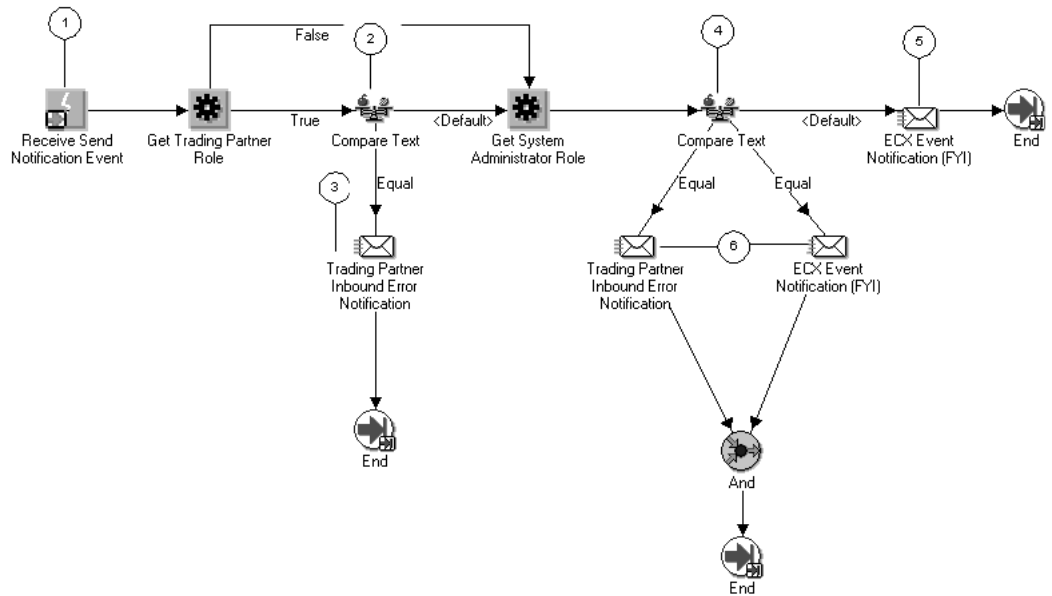 1
False
2
4
5
Receive Send
Notification Event
Get Trading Partner
Role
True
Compare Text
<Default>
Get System
Administrator Role
Compare Text
<Default>
ECX Event
Notification (FYI)
End
3
Equal
Equal
Equal
Trading Partner
Inbound Error
Notification
Trading Partner
Inbound Error
Notification
6
ECX Event
Notification (FYI)
End
And
End